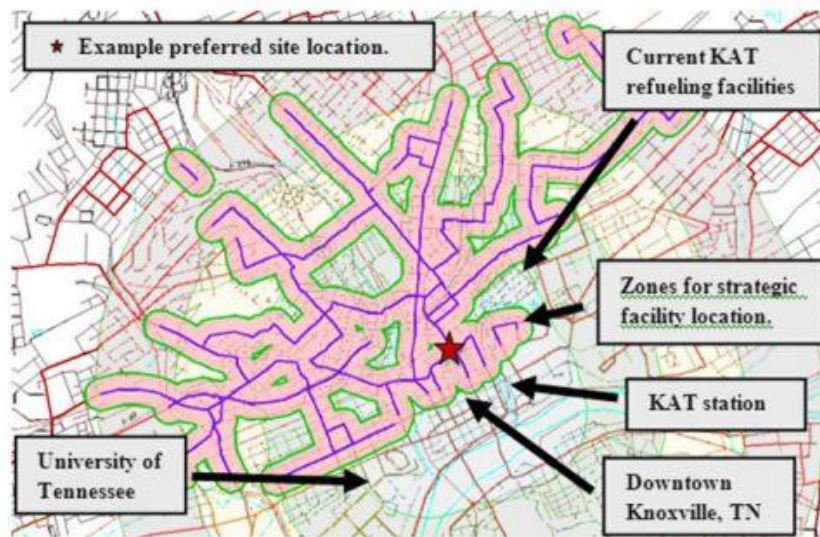 ★ Example preferred site location.
Current KAT
refueling facilities
Zones for strategic
facility location.
KAT station
University of
Tennessee
Downtown
Knoxville, TN